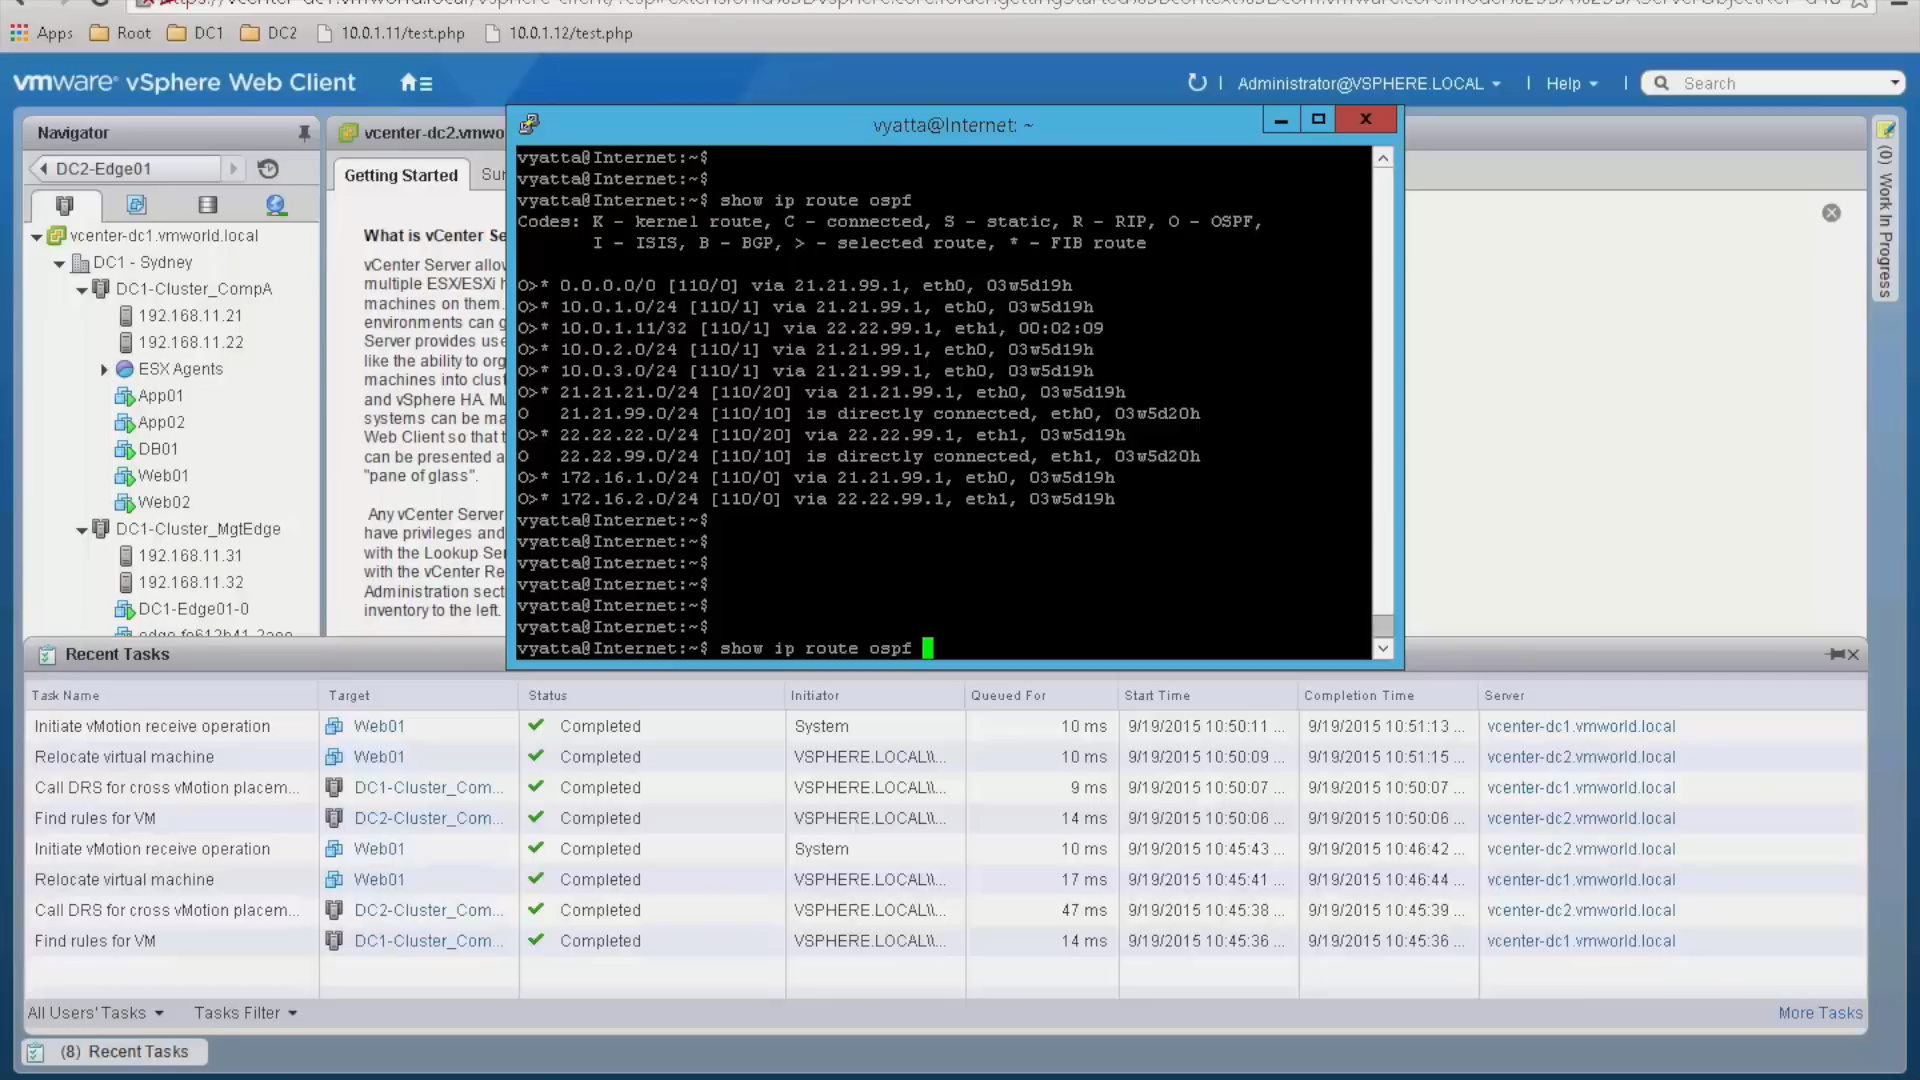 Apps Root DC1 DC2 10.0.1.11/test.php 10.0.1.12/test.php
vmware® vSphere Web Client
Administrator@VSPHERE.LOCAL | Help | Search
Navigator
DC2-Edge01
vcenter-dc1.vmworld.local
DC1 - Sydney
DC1-Cluster_CompA
192.168.11.21
192.168.11.22
ESX Agents
App01
App02
DB01
Web01
Web02
DC1-Cluster_MgtEdge
192.168.11.31
192.168.11.32
DC1-Edge01-0
vcenter-dc2.vmwo
Getting Started Sur
What is vCenter Se
vCenter Server allow
multiple ESX/ESXi h
machines on them.
environments can g
Server provides use
like the ability to org
machines into clust
and vSphere HA. Mu
systems can be ma
Web Client so that t
can be presented a
"pane of glass".
Any vCenter Server
have privileges and
with the Lookup Se
with the vCenter Re
Administration secti
inventory to the left.
vyatta@Internet: ~
vyatta@Internet:~$
vyatta@Internet:~$
vyatta@Internet:~$ show ip route ospf
Codes: K - kernel route, C - connected, S - static, R - RIP, O - OSPF,
I - ISIS, B - BGP, > - selected route, * - FIB route
O>* 0.0.0.0/0 [110/0] via 21.21.99.1, eth0, 03w5d19h
O>* 10.0.1.0/24 [110/1] via 21.21.99.1, eth0, 03w5d19h
O>* 10.0.1.11/32 [110/1] via 22.22.99.1, eth1, 00:02:09
O>* 10.0.2.0/24 [110/1] via 21.21.99.1, eth0, 03w5d19h
O>* 10.0.3.0/24 [110/1] via 21.21.99.1, eth0, 03w5d19h
O>* 21.21.21.0/24 [110/20] via 21.21.99.1, eth0, 03w5d19h
O 21.21.99.0/24 [110/10] is directly connected, eth0, 03w5d20h
O>* 22.22.22.0/24 [110/20] via 22.22.99.1, eth1, 03w5d19h
O 22.22.99.0/24 [110/10] is directly connected, eth1, 03w5d20h
O>* 172.16.1.0/24 [110/0] via 21.21.99.1, eth0, 03w5d19h
O>* 172.16.2.0/24 [110/0] via 22.22.99.1, eth1, 03w5d19h
vyatta@Internet:~$
vyatta@Internet:~$
vyatta@Internet:~$
vyatta@Internet:~$
vyatta@Internet:~$
vyatta@Internet:~$
vyatta@Internet:~$ show ip route ospf
(0) Work In Progress
Recent Tasks
Task Name Target Status Initiator Queued For Start Time Completion Time Server
Initiate vMotion receive operation Web01 Completed System 10 ms 9/19/2015 10:50:11 ... 9/19/2015 10:51:13 ... vcenter-dc1.vmworld.local
Relocate virtual machine Web01 Completed VSPHERE.LOCAL\\... 10 ms 9/19/2015 10:50:09 ... 9/19/2015 10:51:15 ... vcenter-dc2.vmworld.local
Call DRS for cross vMotion placem... DC1-Cluster_Com... Completed VSPHERE.LOCAL\\... 9 ms 9/19/2015 10:50:07 ... 9/19/2015 10:50:07 ... vcenter-dc1.vmworld.local
Find rules for VM DC2-Cluster_Com... Completed VSPHERE.LOCAL\\... 14 ms 9/19/2015 10:50:06 ... 9/19/2015 10:50:06 ... vcenter-dc2.vmworld.local
Initiate vMotion receive operation Web01 Completed System 10 ms 9/19/2015 10:45:43 ... 9/19/2015 10:46:42 ... vcenter-dc2.vmworld.local
Relocate virtual machine Web01 Completed VSPHERE.LOCAL\\... 17 ms 9/19/2015 10:45:41 ... 9/19/2015 10:46:44 ... vcenter-dc1.vmworld.local
Call DRS for cross vMotion placem... DC2-Cluster_Com... Completed VSPHERE.LOCAL\\... 47 ms 9/19/2015 10:45:38 ... 9/19/2015 10:45:39 ... vcenter-dc2.vmworld.local
Find rules for VM DC1-Cluster_Com... Completed VSPHERE.LOCAL\\... 14 ms 9/19/2015 10:45:36 ... 9/19/2015 10:45:36 ... vcenter-dc1.vmworld.local
All Users' Tasks Tasks Filter More Tasks
(8) Recent Tasks